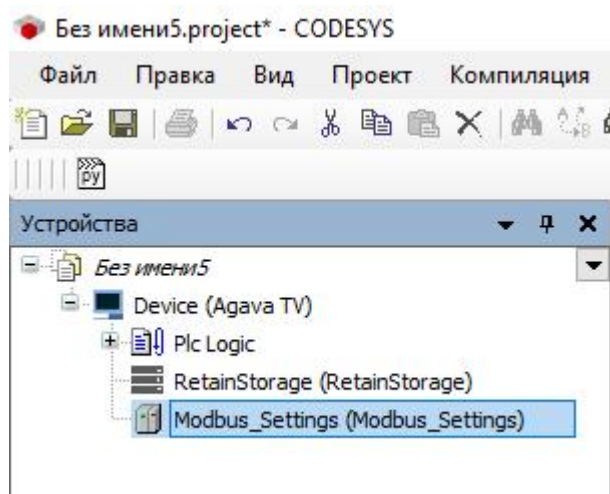 Без имени5.project* - CODESYS
Файл Правка Вид Проект Компиляция
py
Устройства
Без имени5
Device (Agava TV)
Plc Logic
RetainStorage (RetainStorage)
Modbus_Settings (Modbus_Settings)